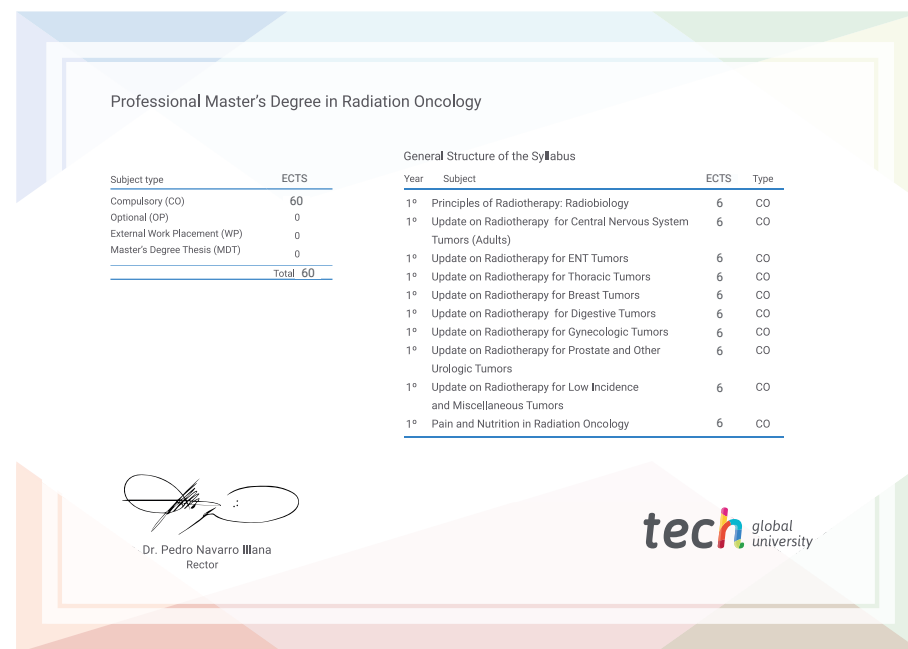 Professional Master's Degree in Radiation Oncology
Subject type ECTS
Compulsory (CO) 60
Optional (OP) 0
External Work Placement (WP) 0
Master's Degree Thesis (MDT) 0
Total 60
General Structure of the Syllabus
Year Subject ECTS Type
1º Principles of Radiotherapy: Radiobiology 6 CO
1º Update on Radiotherapy for Central Nervous System 6 CO
Tumors (Adults)
1º Update on Radiotherapy for ENT Tumors 6 CO
1º Update on Radiotherapy for Thoracic Tumors 6 CO
1º Update on Radiotherapy for Breast Tumors 6 CO
1º Update on Radiotherapy for Digestive Tumors 6 CO
1º Update on Radiotherapy for Gynecologic Tumors 6 CO
1º Update on Radiotherapy for Prostate and Other 6 CO
Urologic Tumors
1º Update on Radiotherapy for Low Incidence 6 CO
and Miscellaneous Tumors
1º Pain and Nutrition in Radiation Oncology 6 CO
Dr. Pedro Navarro Illana
Rector
tech global
university